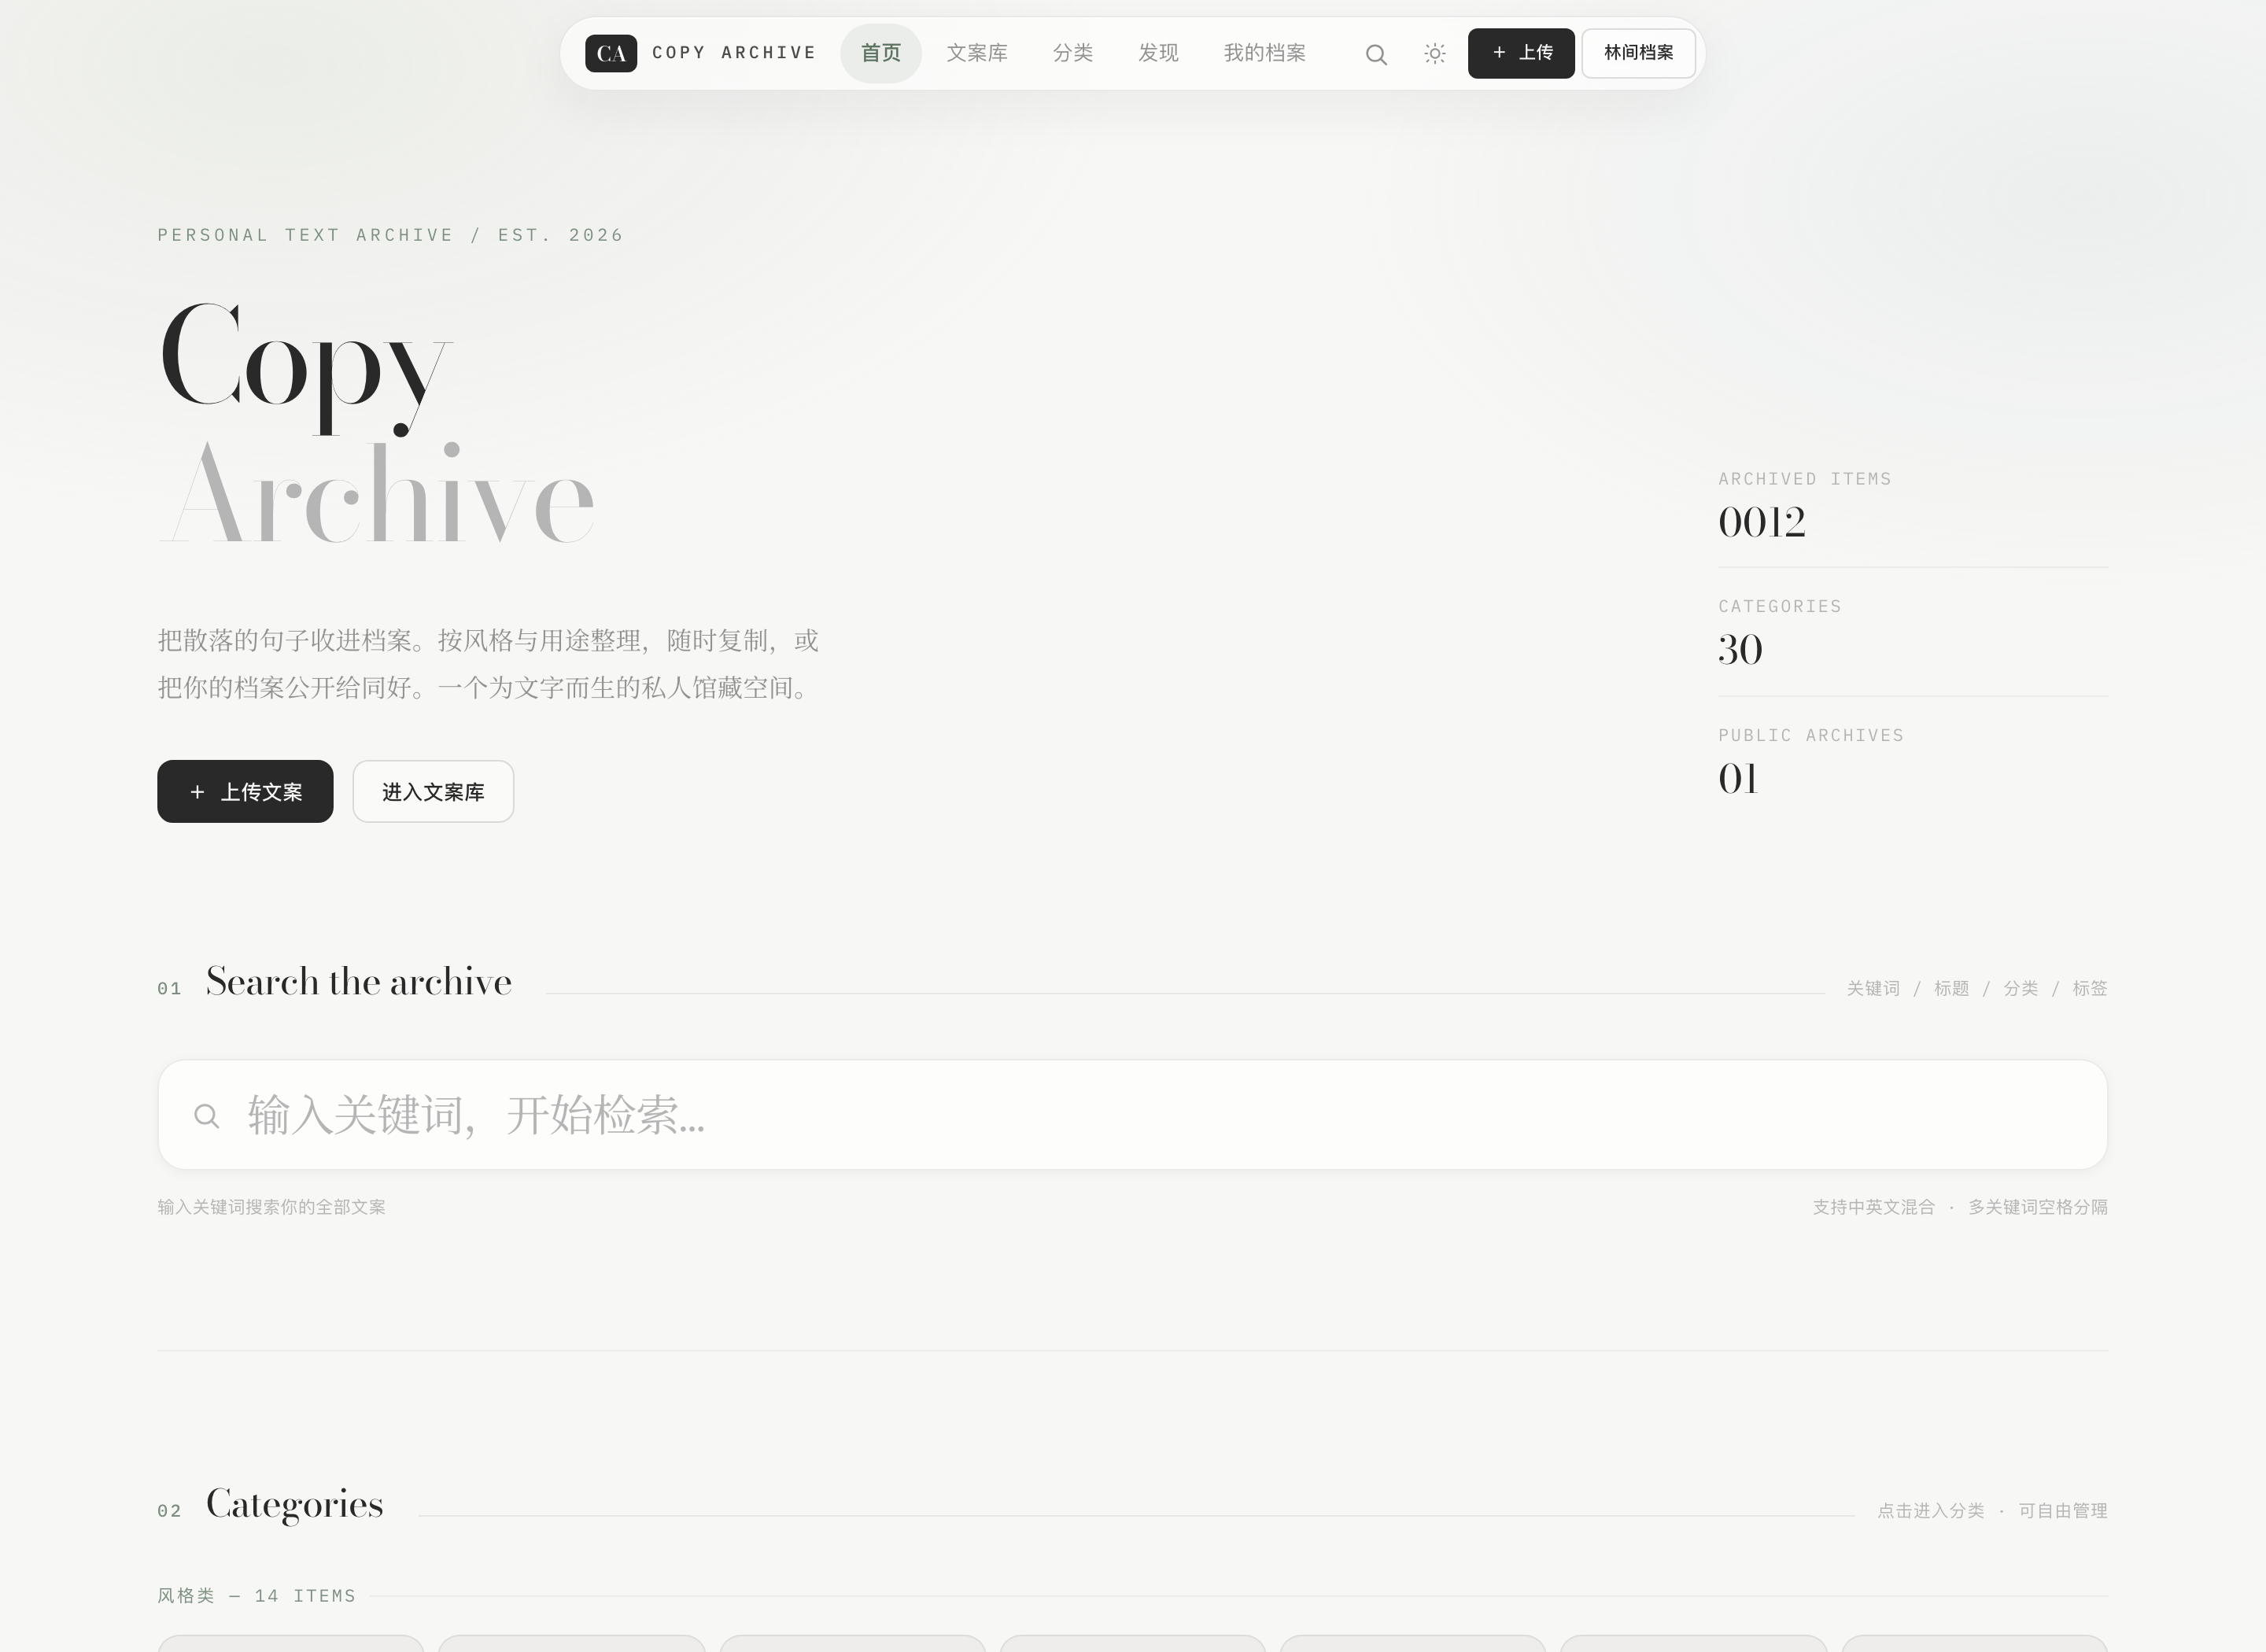 CA COPY ARCHIVE 首页 文案库 分类 发现 我的档案 + 上传 林间档案
PERSONAL TEXT ARCHIVE / EST. 2026
Copy
Archive
把散落的句子收进档案。按风格与用途整理，随时复制，或
把你的档案公开给同好。一个为文字而生的私人馆藏空间。
+ 上传文案 进入文案库
ARCHIVED ITEMS
0012
CATEGORIES
30
PUBLIC ARCHIVES
01
01 Search the archive 关键词 / 标题 / 分类 / 标签
输入关键词，开始检索...
输入关键词搜索你的全部文案 支持中英文混合 · 多关键词空格分隔
02 Categories 点击进入分类 · 可自由管理
风格类 — 14 ITEMS